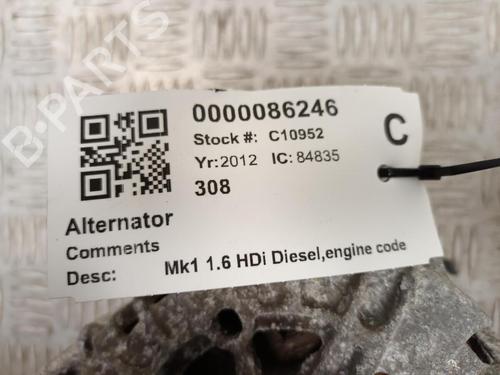 B-PARTS
0000086246
Stock #: C10952
C
Yr:2012 IC: 84835
308
Alternator
Comments
Desc: Mk1 1.6 HDi Diesel,engine code